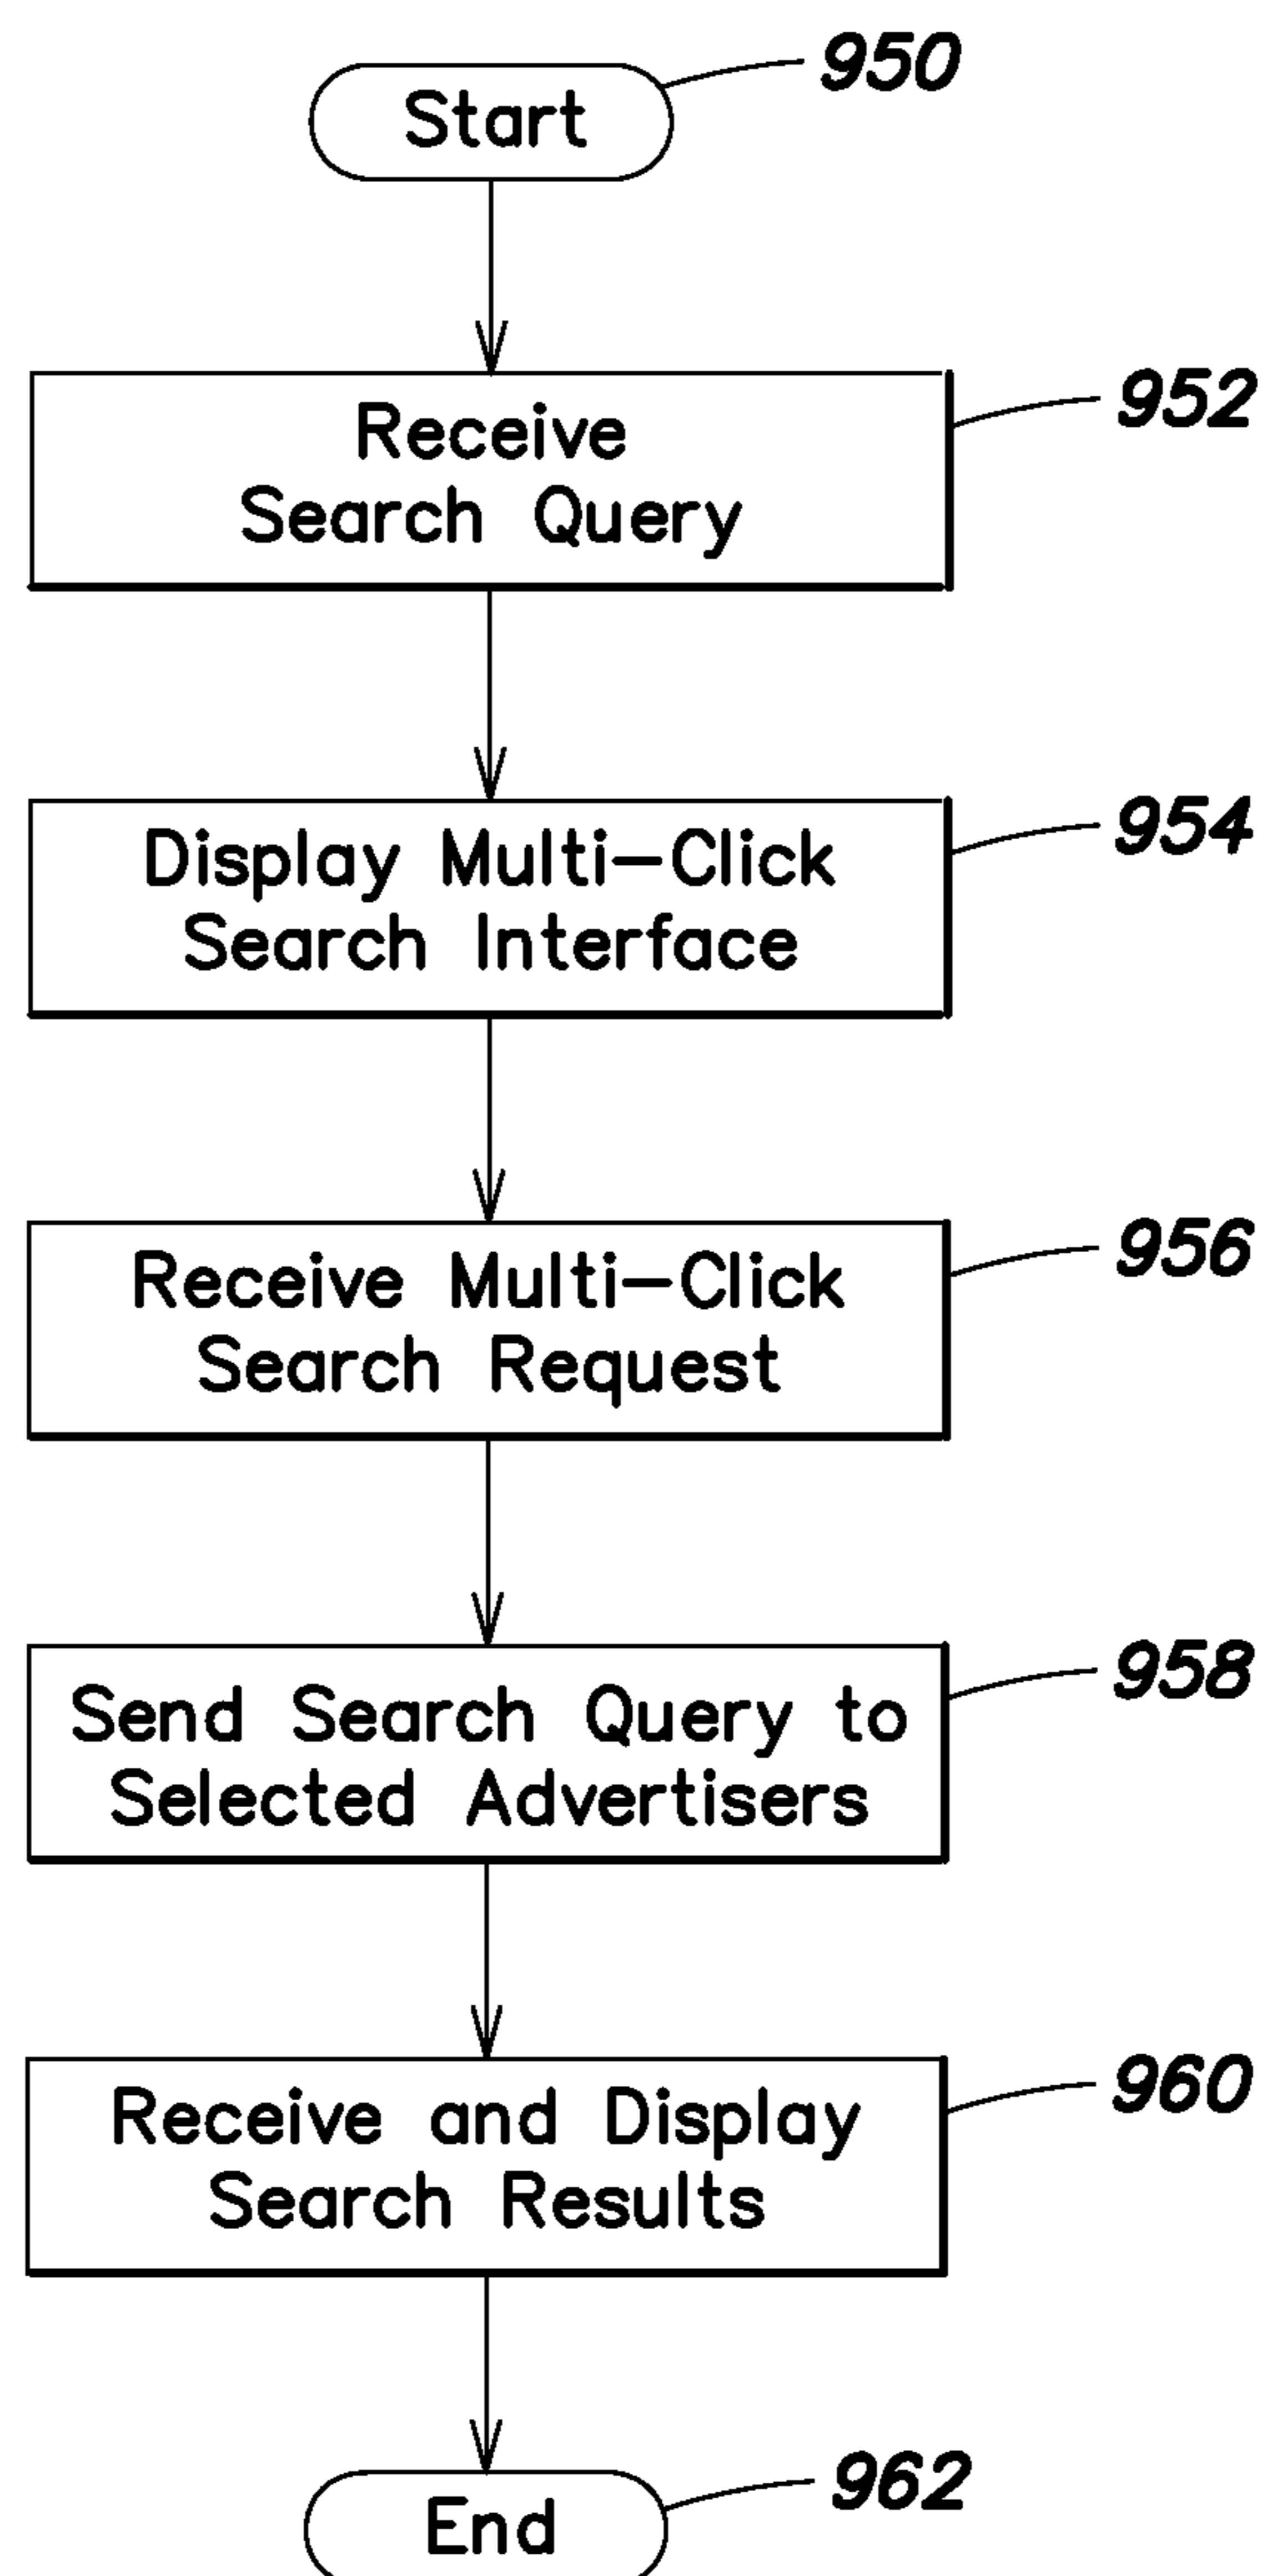 Start
950
Receive
Search Query
952
Display Multi-Click
Search Interface
954
Receive Multi-Click
Search Request
956
Send Search Query to
Selected Advertisers
958
Receive and Display
Search Results
960
End
962